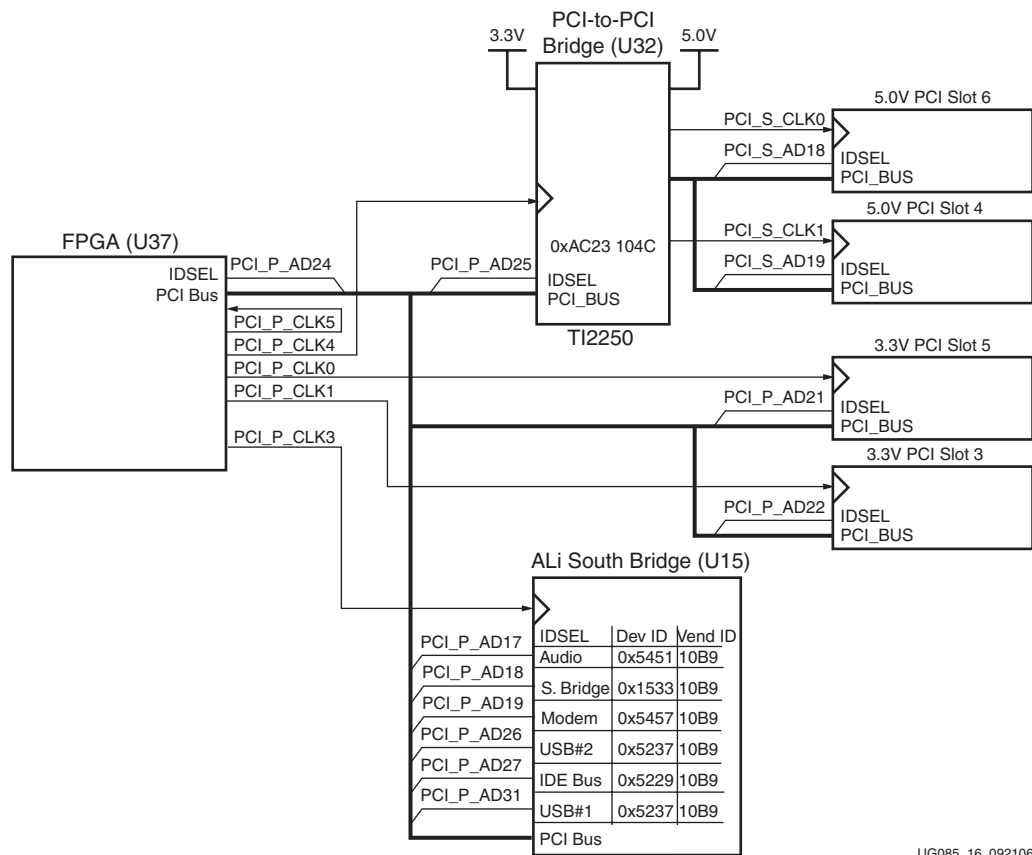 PCI-to-PCI
Bridge (U32)
3.3V
5.0V
0xAC23 104C
IDSEL
PCI_BUS
TI2250
PCI_S_CLK0
PCI_S_AD18
5.0V PCI Slot 6
IDSEL
PCI_BUS
PCI_S_CLK1
PCI_S_AD19
5.0V PCI Slot 4
IDSEL
PCI_BUS
FPGA (U37)
IDSEL
PCI Bus
PCI_P_AD24
PCI_P_AD25
PCI_P_CLK5
PCI_P_CLK4
PCI_P_CLK0
PCI_P_CLK1
PCI_P_CLK3
3.3V PCI Slot 5
PCI_P_AD21
IDSEL
PCI_BUS
3.3V PCI Slot 3
PCI_P_AD22
IDSEL
PCI_BUS
ALi South Bridge (U15)
IDSEL Dev ID Vend ID
PCI_P_AD17 Audio 0x5451 10B9
PCI_P_AD18 S. Bridge 0x1533 10B9
PCI_P_AD19 Modem 0x5457 10B9
PCI_P_AD26 USB#2 0x5237 10B9
PCI_P_AD27 IDE Bus 0x5229 10B9
PCI_P_AD31 USB#1 0x5237 10B9
PCI Bus
UG085_16_092106